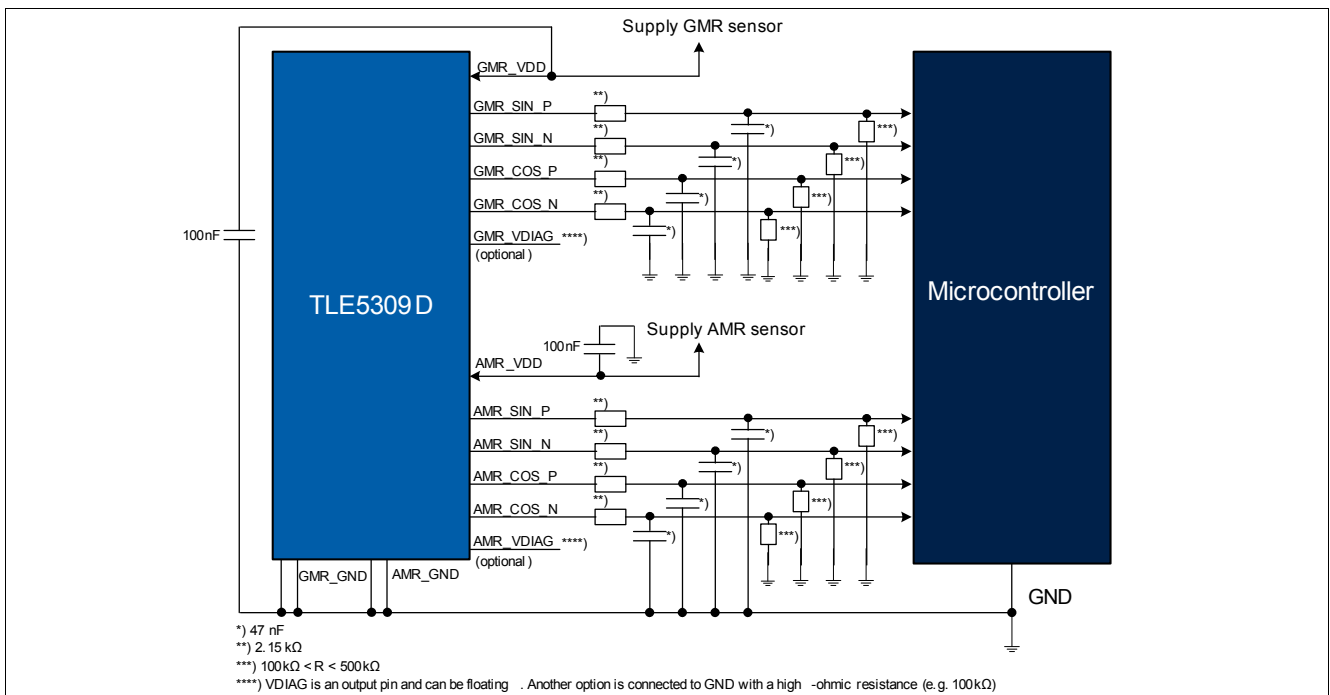 Supply GMR sensor
GMR_VDD
GMR_SIN_P
**)
*)
***)
GMR_SIN_N
**)
*)
***)
GMR_COS_P
**)
*)
***)
GMR_COS_N
**)
*)
***)
100nF
GMR_VDIAG ****)
(optional)
TLE5309D
Microcontroller
Supply AMR sensor
100nF
AMR_VDD
AMR_SIN_P
**)
*)
***)
AMR_SIN_N
**)
*)
***)
AMR_COS_P
**)
*)
***)
AMR_COS_N
**)
*)
***)
AMR_VDIAG ****)
(optional)
GMR_GND
AMR_GND
GND
*) 47 nF
**) 2.15 kΩ
***) 100kΩ < R < 500kΩ
****) VDIAG is an output pin and can be floating . Another option is connected to GND with a high -ohmic resistance (e.g. 100kΩ)